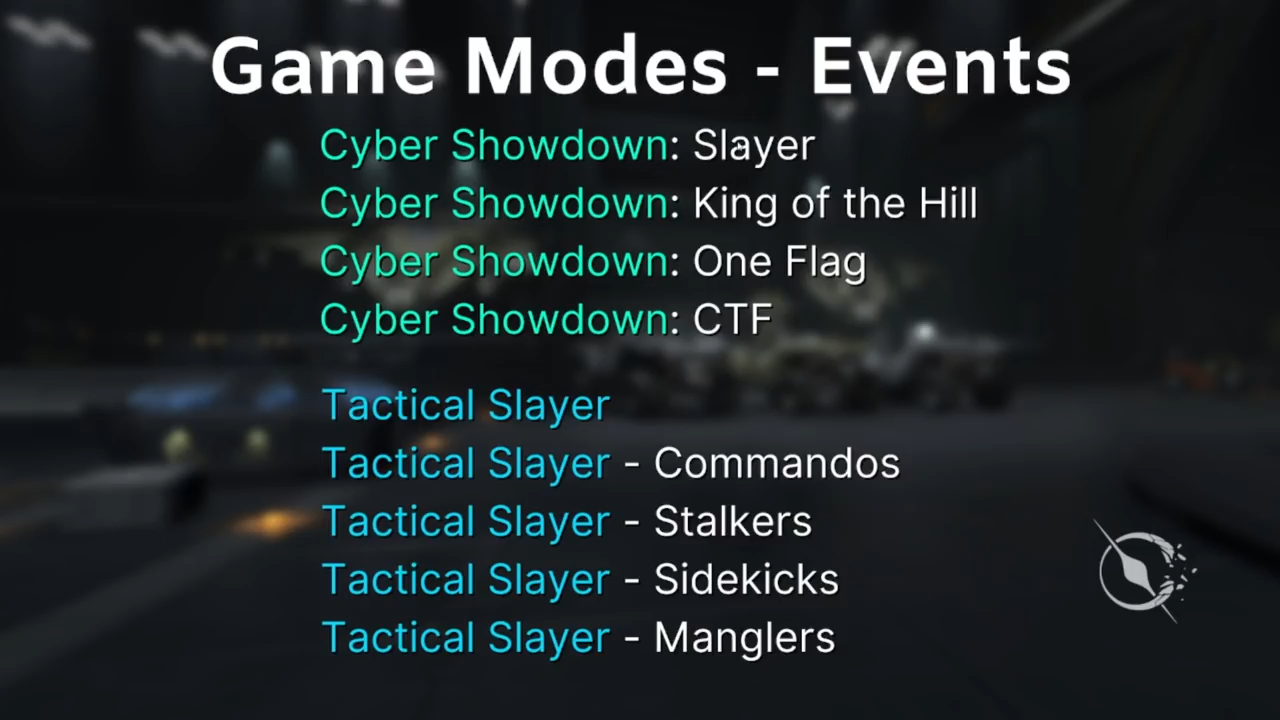 Game Modes - Events
Cyber Showdown: Slayer
Cyber Showdown: King of the Hill
Cyber Showdown: One Flag
Cyber Showdown: CTF
Tactical Slayer
Tactical Slayer - Commandos
Tactical Slayer - Stalkers
Tactical Slayer - Sidekicks
Tactical Slayer - Manglers